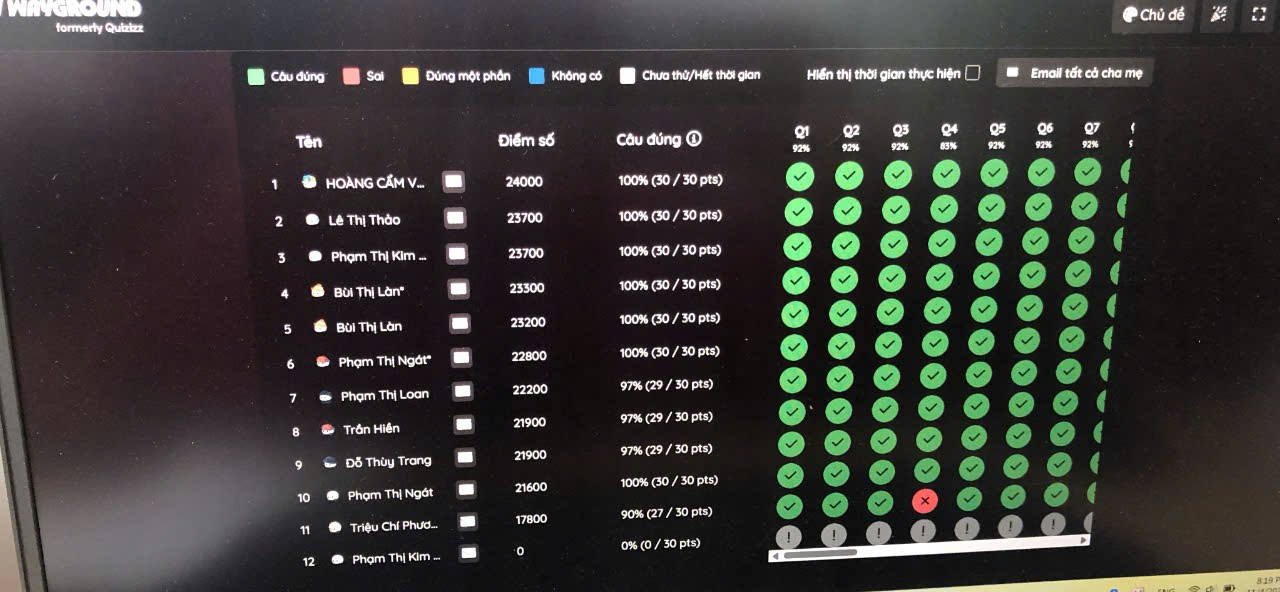 WAYGROUND
formerly Quizizz
Chủ đề
Câu đúng Sai Đúng một phần Không có Chưa thử/Hết thời gian Hiển thị thời gian thực hiện Email tất cả cha mẹ
Tên Điểm số Câu đúng Q1 Q2 Q3 Q4 Q5 Q6 Q7
92% 92% 92% 83% 92% 92% 92%
1 HOÀNG CẨM V... 24000 100% (30 / 30 pts)
2 Lê Thị Thảo 23700 100% (30 / 30 pts)
3 Phạm Thị Kim ... 23700 100% (30 / 30 pts)
4 Bùi Thị Làn* 23300 100% (30 / 30 pts)
5 Bùi Thị Làn 23200 100% (30 / 30 pts)
6 Phạm Thị Ngát* 22800 100% (30 / 30 pts)
7 Phạm Thị Loan 22200 97% (29 / 30 pts)
8 Trần Hiền 21900 97% (29 / 30 pts)
9 Đỗ Thùy Trang 21900 97% (29 / 30 pts)
10 Phạm Thị Ngát 21600 100% (30 / 30 pts)
11 Triệu Chí Phươ... 17800 90% (27 / 30 pts)
12 Phạm Thị Kim ... 0 0% (0 / 30 pts)
ENG 8:19 P